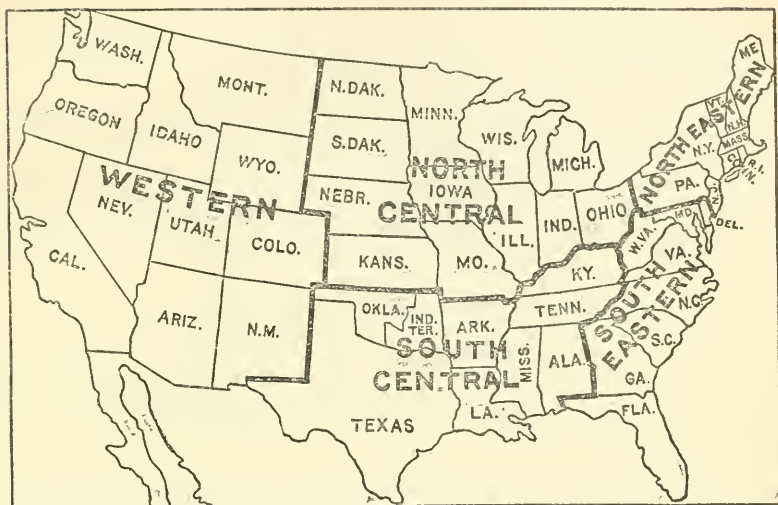 WASH.
OREGON
IDAHO
MONT.
WYO.
NEV.
UTAH
COLO.
CAL.
ARIZ.
N.M.
WESTERN
N.DAK.
S.DAK.
NEBR.
KANS.
MINN.
IOWA
MO.
WIS.
ILL.
MICH.
IND.
OHIO
NORTH
CENTRAL
OKLA.
IND.
TER.
ARK.
TEXAS
LA.
MISS.
ALA.
TENN.
KY.
SOUTH
CENTRAL
ME
VT.
N.H.
MASS
R.I.
C
N.
N.Y.
PA.
N.J.
NORTH EASTERN
MD.
DEL.
W.VA.
VA.
N.C.
S.C.
GA.
FLA.
SOUTH
EASTERN